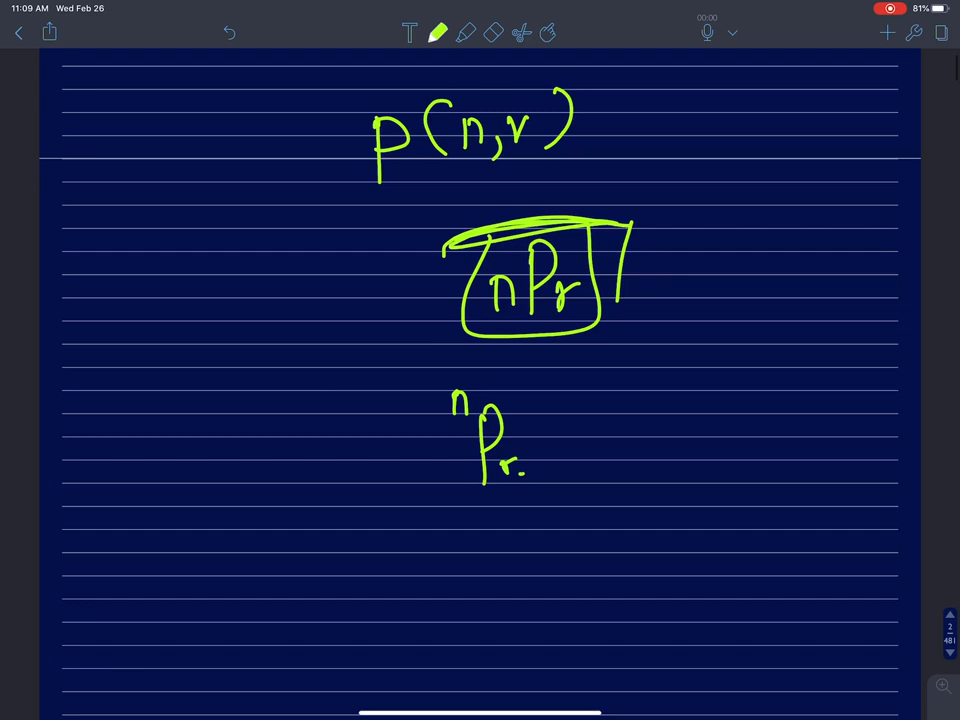 11:09 AM Wed Feb 26
81%
00:00
T
P(n,r)
nPr
nPr.
2
481